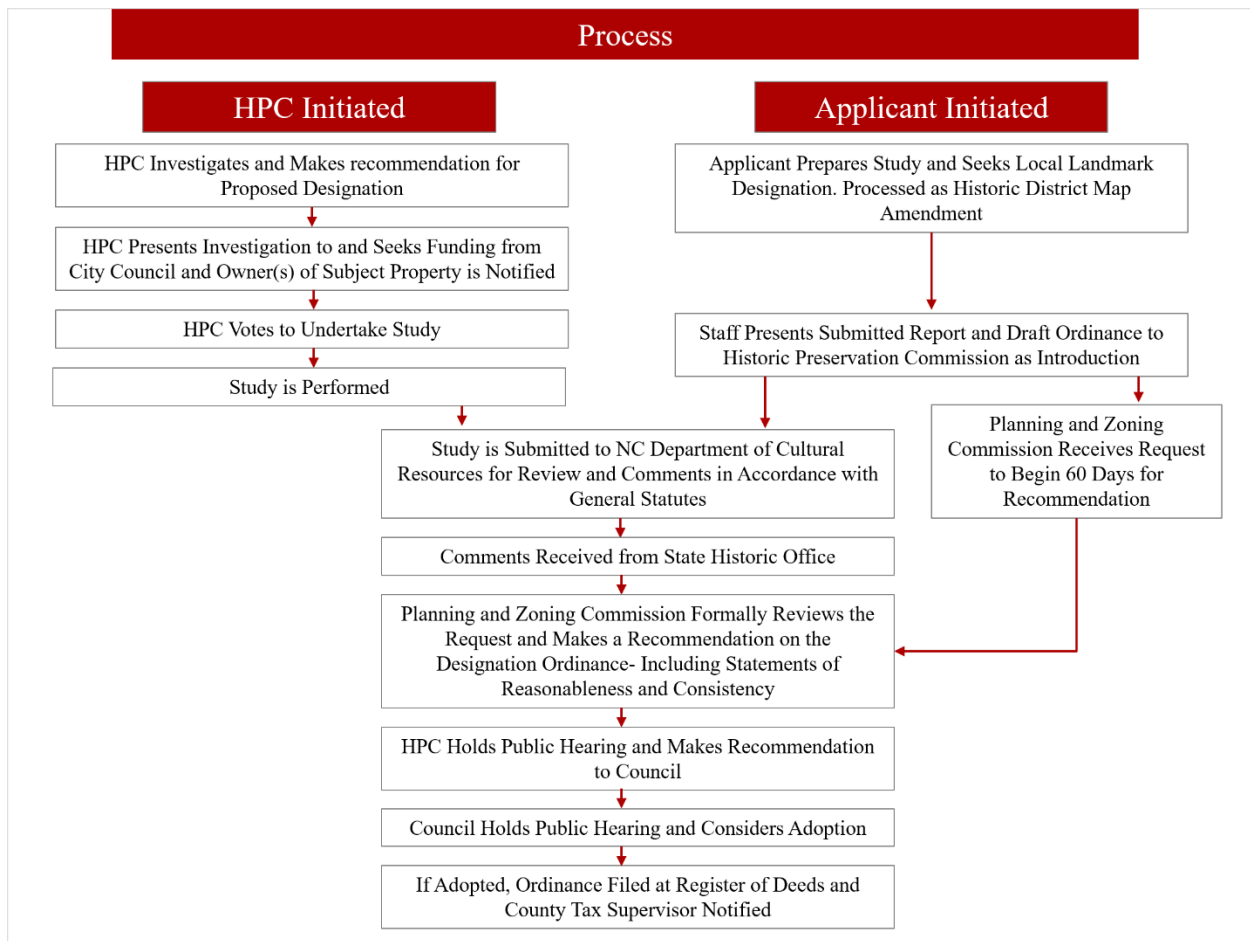 Process
HPC Initiated
HPC Investigates and Makes recommendation for
Proposed Designation
HPC Presents Investigation to and Seeks Funding from
City Council and Owner(s) of Subject Property is Notified
HPC Votes to Undertake Study
Study is Performed
Applicant Initiated
Applicant Prepares Study and Seeks Local Landmark
Designation. Processed as Historic District Map
Amendment
Staff Presents Submitted Report and Draft Ordinance to
Historic Preservation Commission as Introduction
Planning and Zoning
Commission Receives Request
to Begin 60 Days for
Recommendation
Study is Submitted to NC Department of Cultural
Resources for Review and Comments in Accordance with
General Statutes
Comments Received from State Historic Office
Planning and Zoning Commission Formally Reviews the
Request and Makes a Recommendation on the
Designation Ordinance- Including Statements of
Reasonableness and Consistency
HPC Holds Public Hearing and Makes Recommendation
to Council
Council Holds Public Hearing and Considers Adoption
If Adopted, Ordinance Filed at Register of Deeds and
County Tax Supervisor Notified